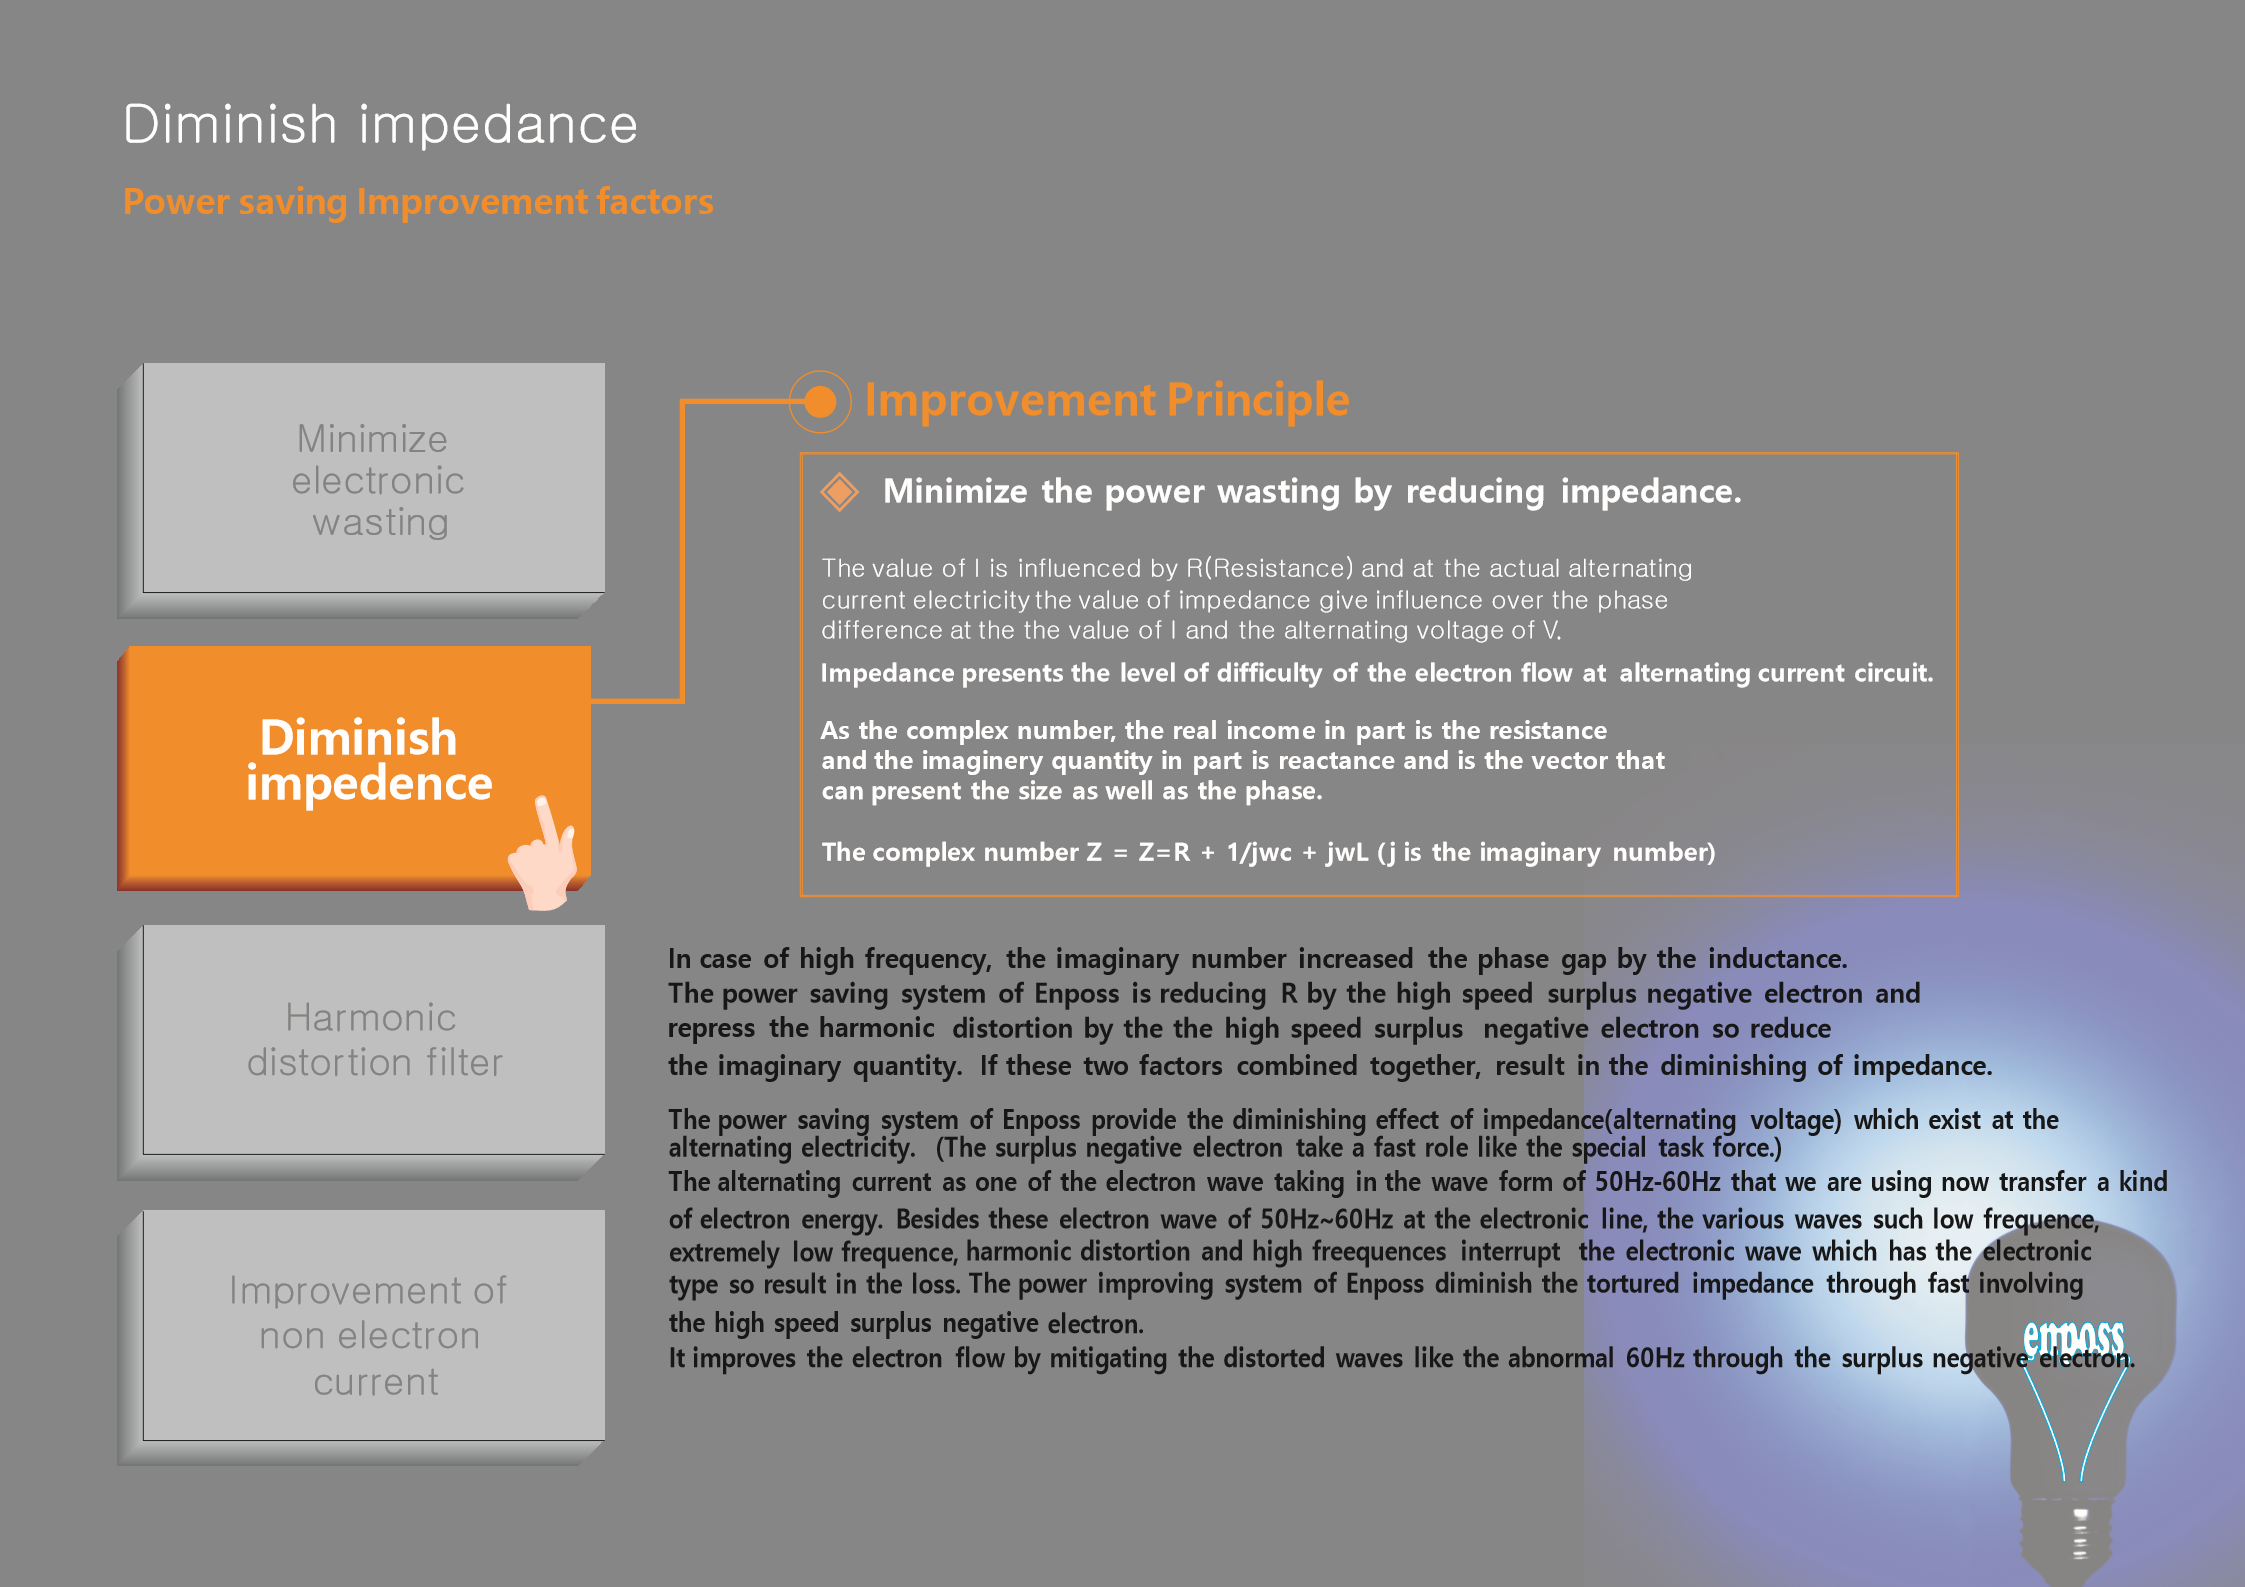 Diminish impedance
Power saving Improvement factors
Minimize
electronic
wasting
Diminish
impedence
Harmonic
distortion filter
Improvement of
non electron
current
Improvement Principle
Minimize the power wasting by reducing impedance.
The value of I is influenced by R(Resistance) and at the actual alternating
current electricity the value of impedance give influence over the phase
difference at the the value of I and the alternating voltage of V.
Impedance presents the level of difficulty of the electron flow at alternating current circuit.
As the complex number, the real income in part is the resistance
and the imaginery quantity in part is reactance and is the vector that
can present the size as well as the phase.
The complex number Z = Z=R + 1/jwc + jwL (j is the imaginary number)
In case of high frequency, the imaginary number increased the phase gap by the inductance.
The power saving system of Enposs is reducing R by the high speed surplus negative electron and
repress the harmonic distortion by the the high speed surplus negative electron so reduce
the imaginary quantity. If these two factors combined together, result in the diminishing of impedance.
The power saving system of Enposs provide the diminishing effect of impedance(alternating voltage) which exist at the
alternating electricity. (The surplus negative electron take a fast role like the special task force.)
The alternating current as one of the electron wave taking in the wave form of 50Hz-60Hz that we are using now transfer a kind
of electron energy. Besides these electron wave of 50Hz~60Hz at the electronic line, the various waves such low frequence,
extremely low frequence, harmonic distortion and high freequences interrupt the electronic wave which has the electronic
type so result in the loss. The power improving system of Enposs diminish the tortured impedance through fast involving
the high speed surplus negative electron.
enposs
It improves the electron flow by mitigating the distorted waves like the abnormal 60Hz through the surplus negative electron.